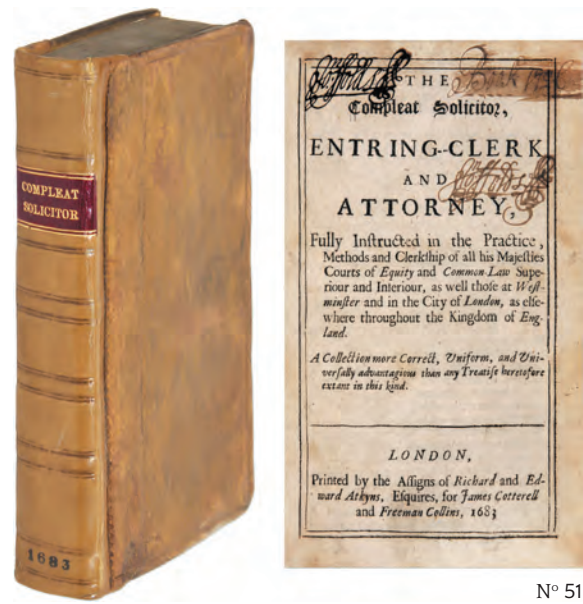 COMPLEAT
SOLICITOR
1683
THE
Compleat Solicitor,
ENTRING-CLERK
AND
ATTORNEY,
Fully Inſtructed in the Practice,
Methods and Clerkſhip of all his Majeſties
Courts of Equity and Common-Law Supe-
riour and Inferiour, as well thoſe at Weſt-
minſter and in the City of London, as elſe-
where throughout the Kingdom of Eng-
land.
A Collection more Correct, Uniform, and Uni-
verſally advantagious than any Treatiſe heretofore
extant in this kind.
LONDON,
Printed by the Aſſigns of Richard and Ed-
ward Atkyns, Eſquires, for James Cotterell
and Freeman Collins, 1683
Nº 51